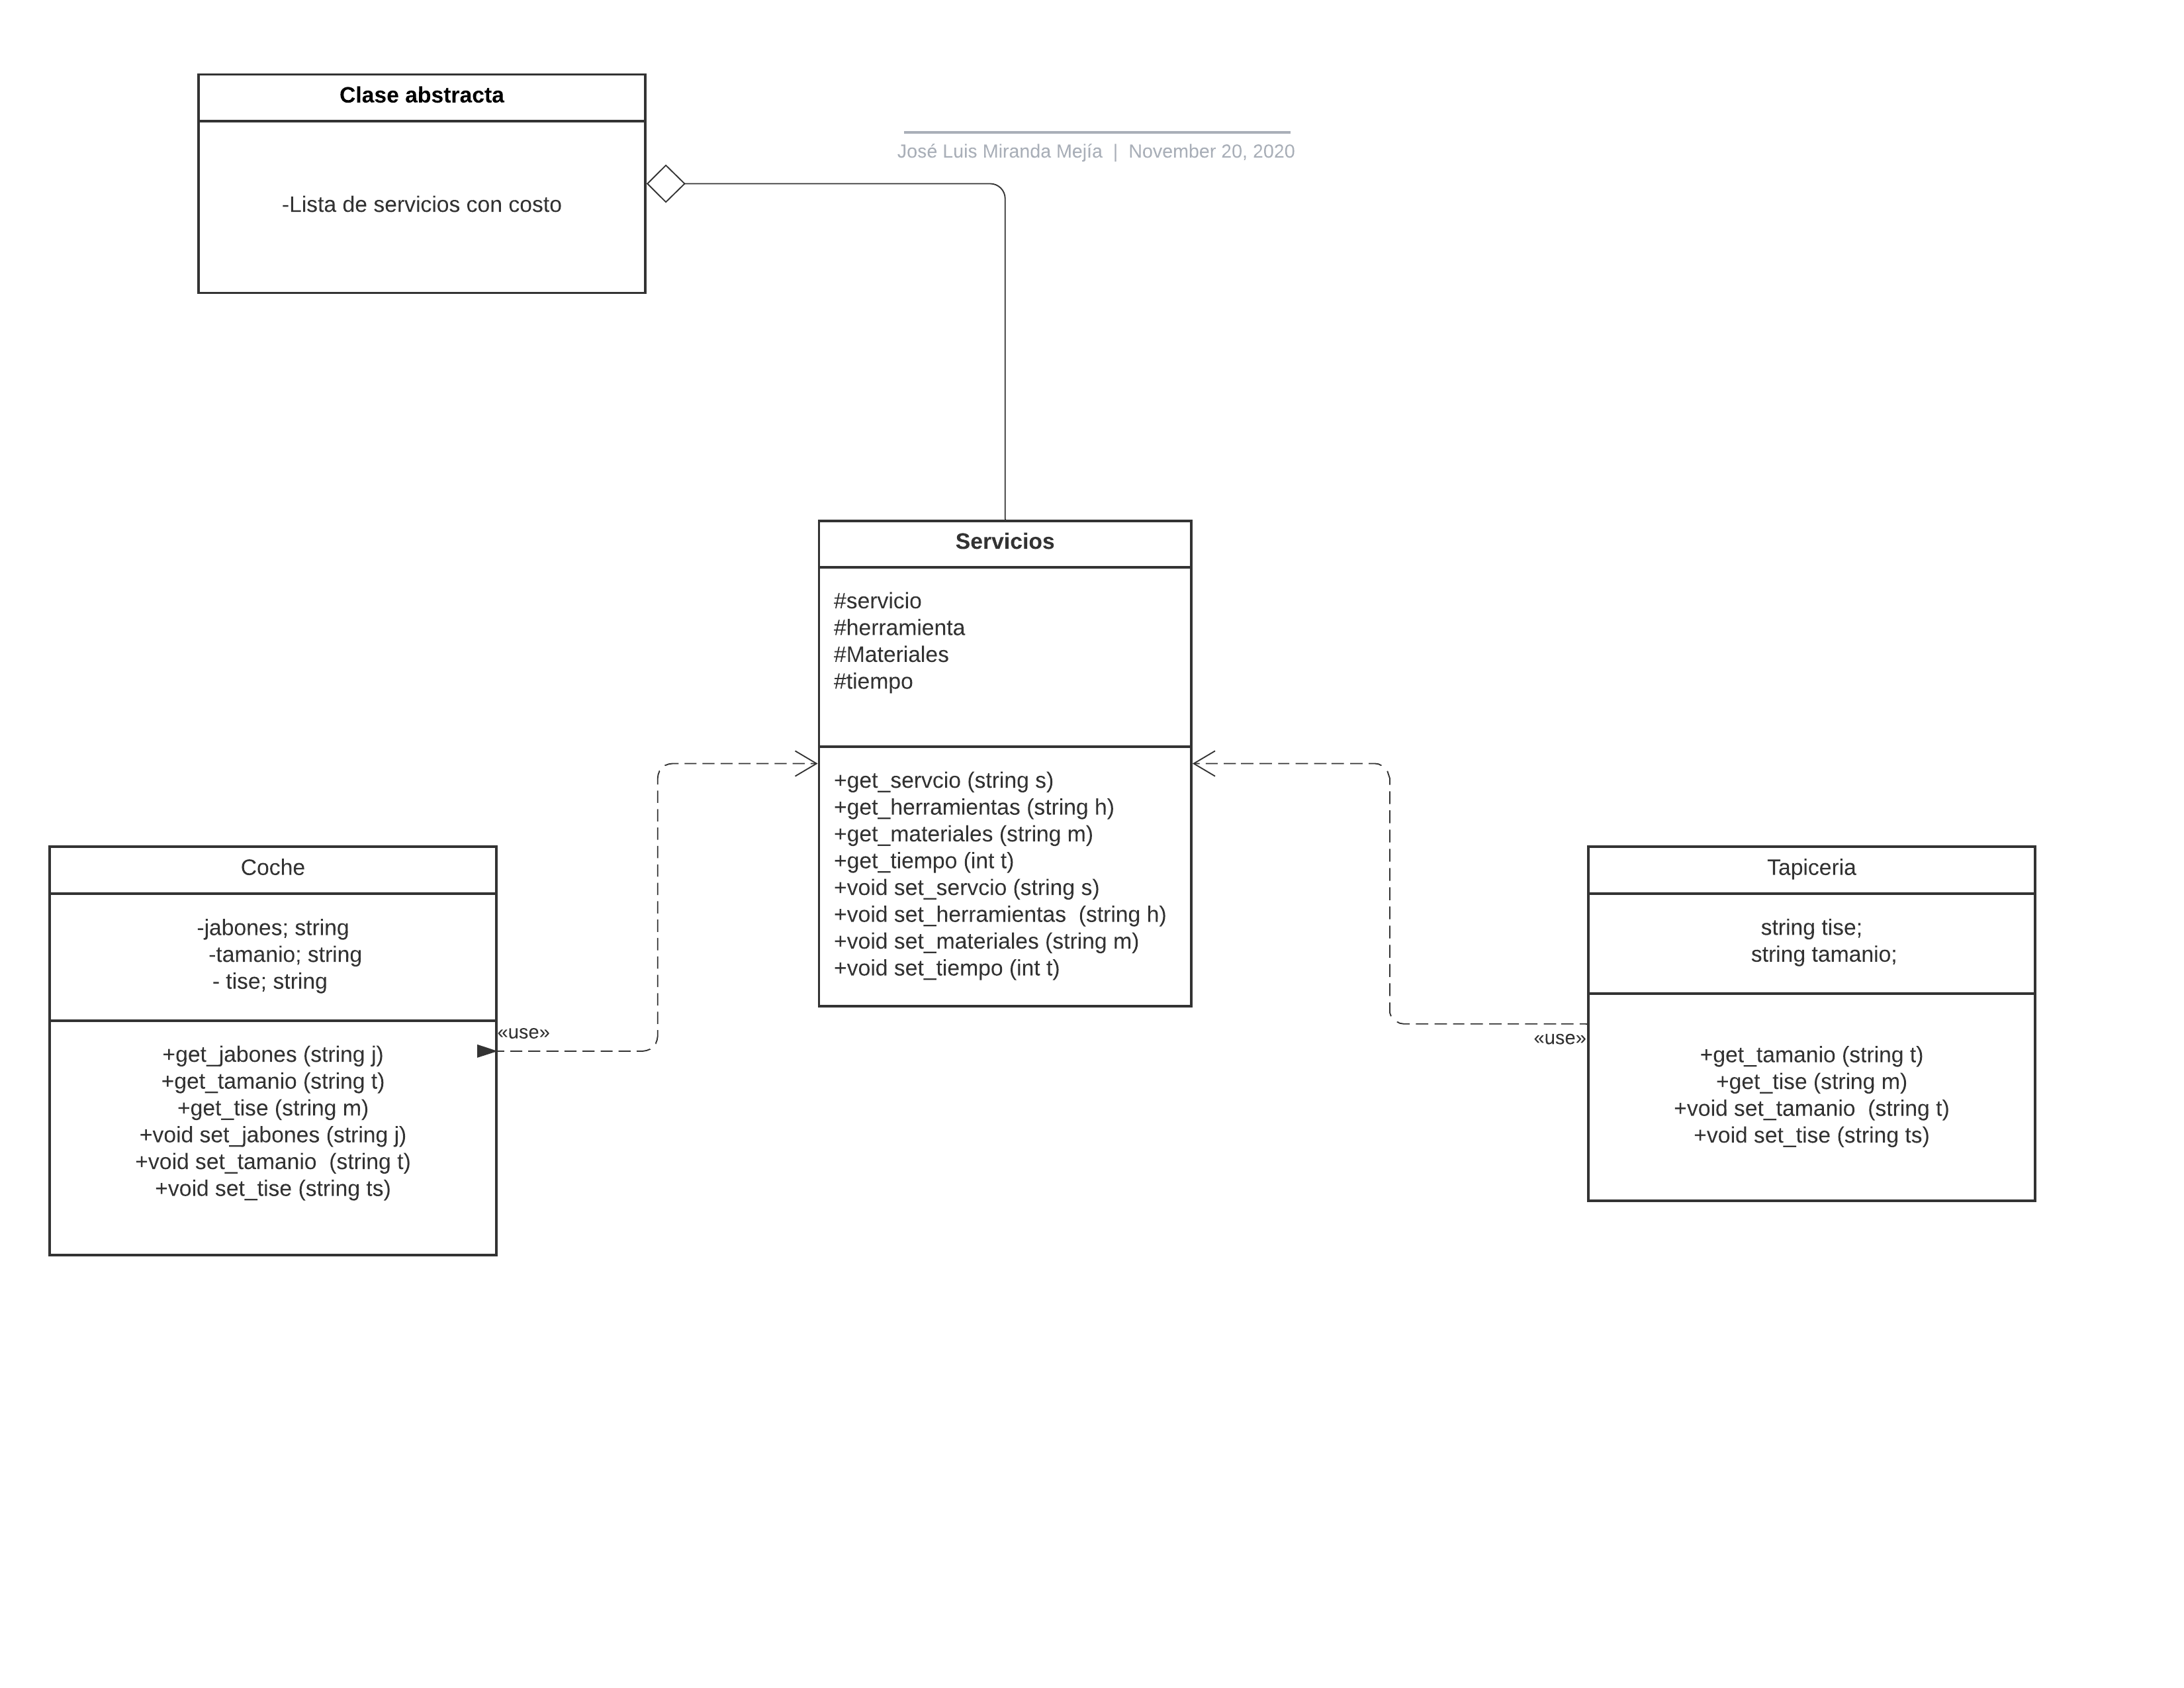 Clase abstracta
-Lista de servicios con costo
José Luis Miranda Mejía | November 20, 2020
Servicios
#servicio
#herramienta
#Materiales
#tiempo
+get_servcio (string s)
+get_herramientas (string h)
+get_materiales (string m)
+get_tiempo (int t)
+void set_servcio (string s)
+void set_herramientas  (string h)
+void set_materiales (string m)
+void set_tiempo (int t)
Coche
-jabones; string
-tamanio; string
- tise; string
+get_jabones (string j)
+get_tamanio (string t)
+get_tise (string m)
+void set_jabones (string j)
+void set_tamanio  (string t)
+void set_tise (string ts)
«use»
«use»
Tapiceria
string tise;
string tamanio;
+get_tamanio (string t)
+get_tise (string m)
+void set_tamanio  (string t)
+void set_tise (string ts)